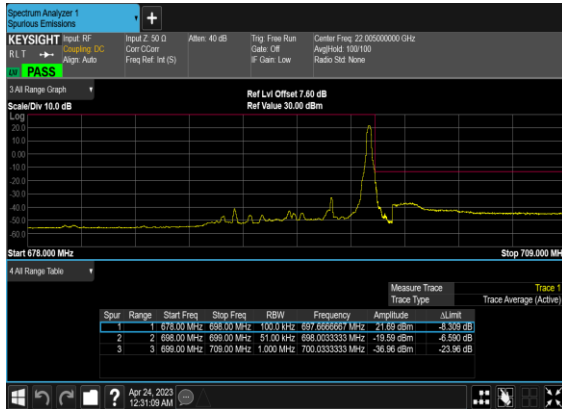 Spectrum Analyzer 1
Spurious Emissions
KEYSIGHT Input: RF Input Z: 50 Ω Atten: 40 dB Trig: Free Run Center Freq: 22.005000000 GHz
RLT Coupling: DC Corr CCorr Gate: Off Avg|Hold: 100/100
Align: Auto Freq Ref: Int (S) IF Gain: Low Radio Std: None
PASS
3 All Range Graph
Ref Lvl Offset 7.60 dB
Scale/Div 10.0 dB Ref Value 30.00 dBm
Log
20.0
10.0
0.00
-10.0
-20.0
-30.0
-40.0
-50.0
-60.0
Start 678.000 MHz Stop 709.000 MHz
4 All Range Table
Measure Trace Trace 1
Trace Type Trace Average (Active)
Spur Range Start Freq Stop Freq RBW Frequency Amplitude ΔLimit
1 1 678.00 MHz 698.00 MHz 100.0 kHz 697.6666667 MHz 21.69 dBm -8.309 dB
2 2 698.00 MHz 699.00 MHz 51.00 kHz 698.0033333 MHz -19.59 dBm -6.590 dB
3 3 699.00 MHz 709.00 MHz 1.000 MHz 700.0333333 MHz -36.96 dBm -23.96 dB
Apr 24, 2023
12:31:09 AM